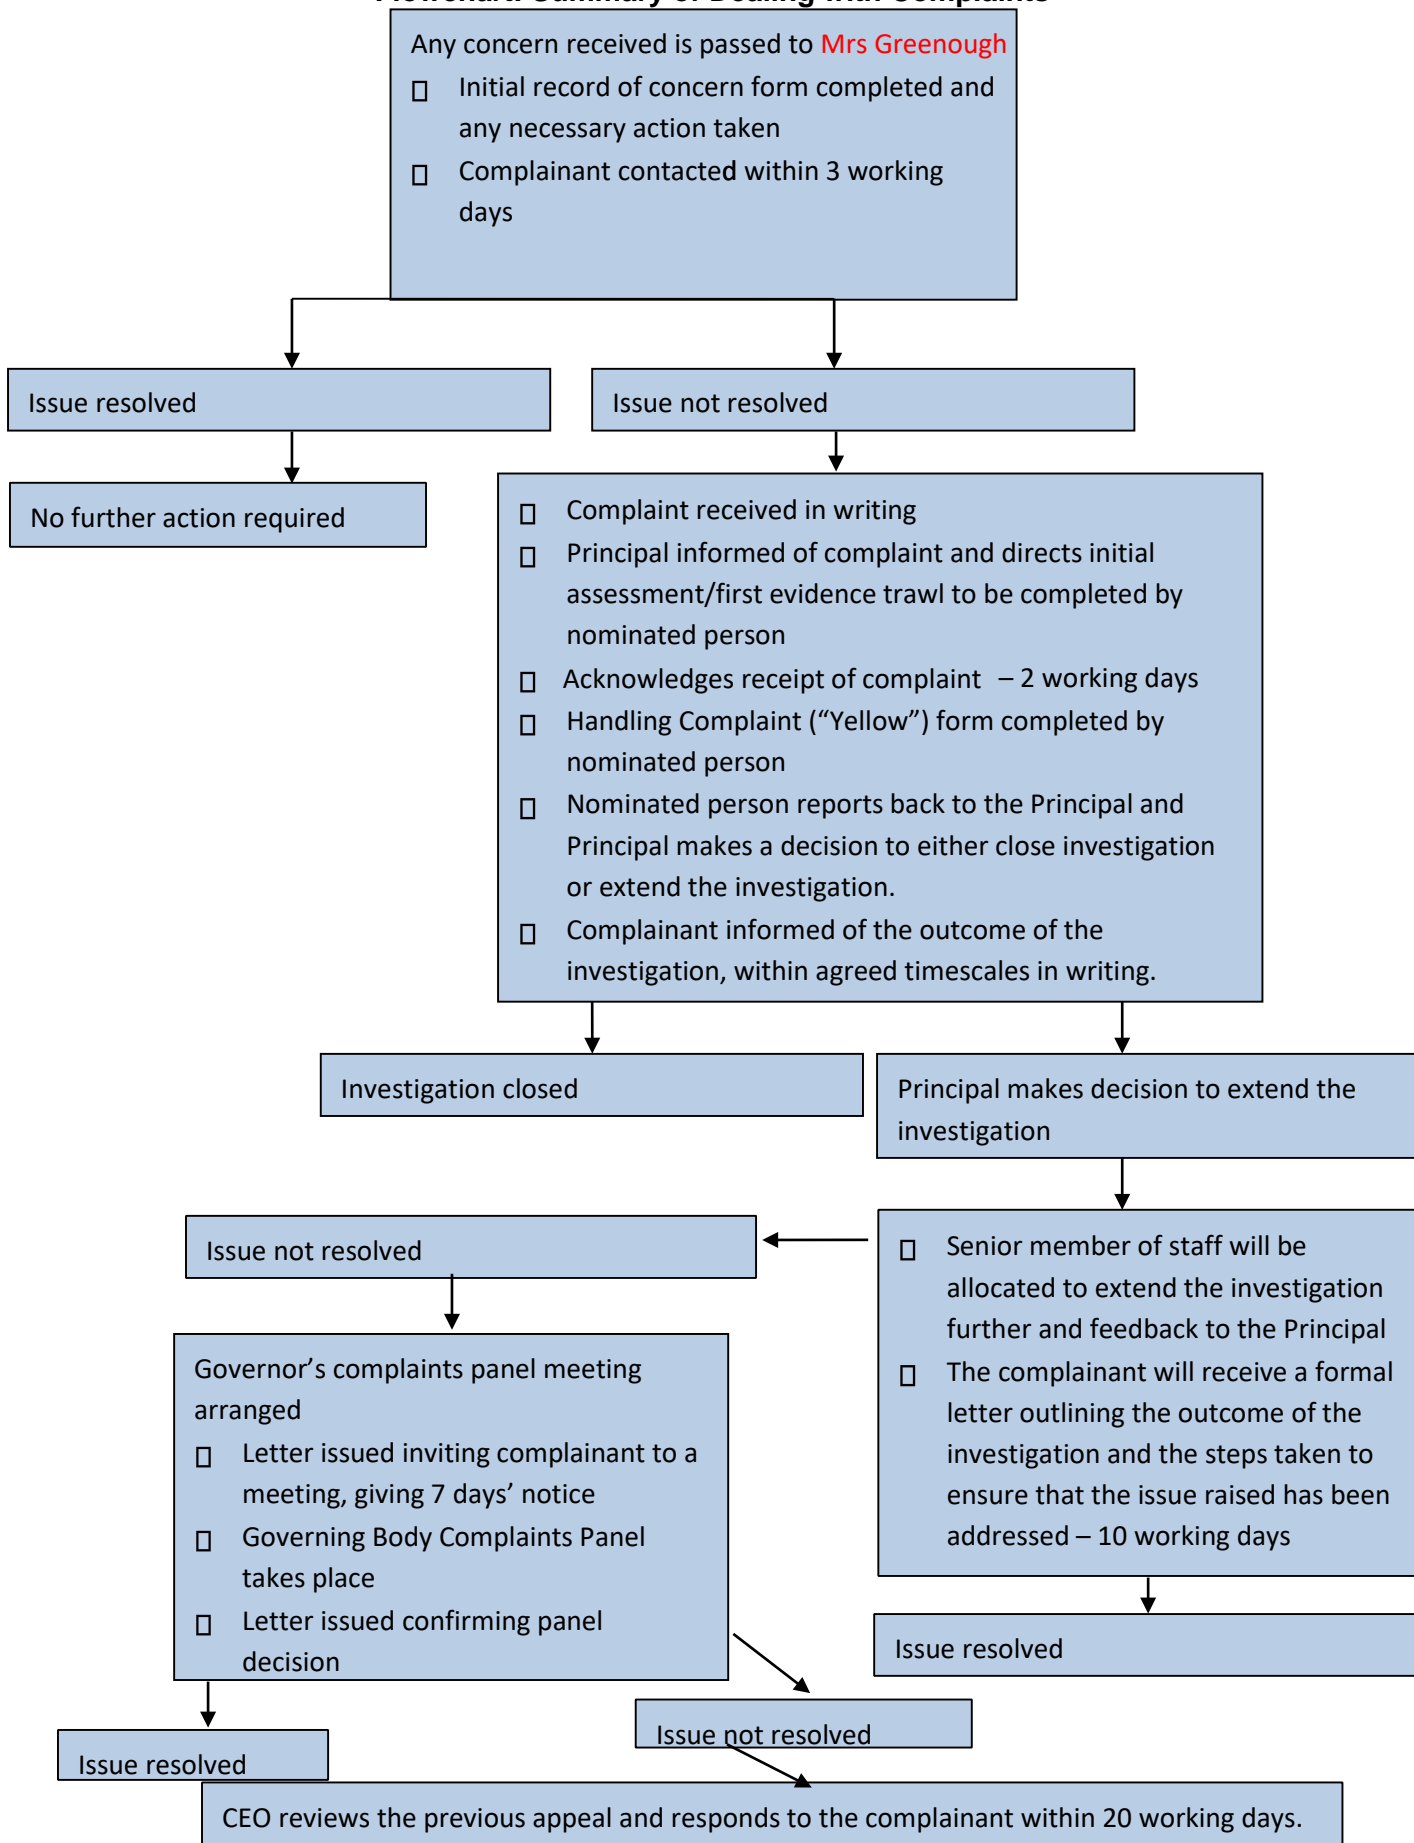 Flowchart: Summary of Dealing with Complaints
Any concern received is passed to Mrs Greenough
Initial record of concern form completed and
any necessary action taken
Complainant contacted within 3 working
days
Issue resolved
Issue not resolved
No further action required
Complaint received in writing
Principal informed of complaint and directs initial
assessment/first evidence trawl to be completed by
nominated person
Acknowledges receipt of complaint – 2 working days
Handling Complaint (“Yellow”) form completed by
nominated person
Nominated person reports back to the Principal and
Principal makes a decision to either close investigation
or extend the investigation.
Complainant informed of the outcome of the
investigation, within agreed timescales in writing.
Investigation closed
Principal makes decision to extend the
investigation
Issue not resolved
Senior member of staff will be
allocated to extend the investigation
further and feedback to the Principal
The complainant will receive a formal
letter outlining the outcome of the
investigation and the steps taken to
ensure that the issue raised has been
addressed – 10 working days
Governor’s complaints panel meeting
arranged
Letter issued inviting complainant to a
meeting, giving 7 days’ notice
Governing Body Complaints Panel
takes place
Letter issued confirming panel
decision
Issue resolved
Issue not resolved
Issue resolved
CEO reviews the previous appeal and responds to the complainant within 20 working days.